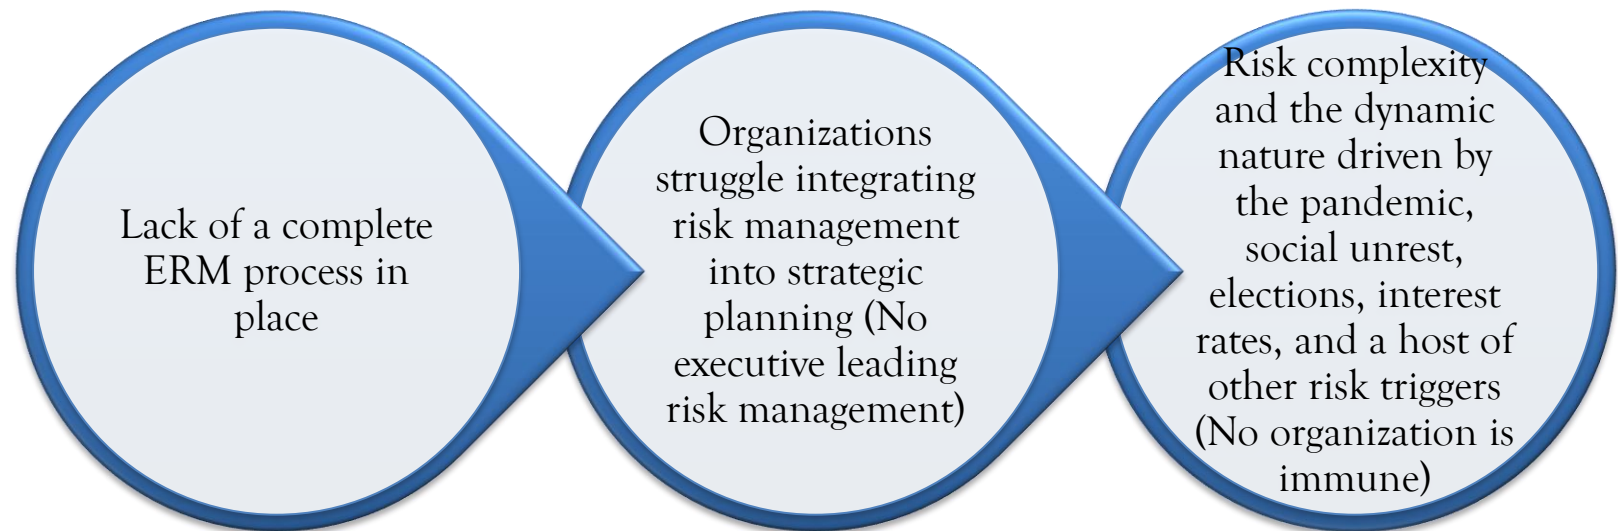 Lack of a complete
ERM process in
place
Organizations
struggle integrating
risk management
into strategic
planning (No
executive leading
risk management)
Risk complexity
and the dynamic
nature driven by
the pandemic,
social unrest,
elections, interest
rates, and a host of
other risk triggers
(No organization is
immune)